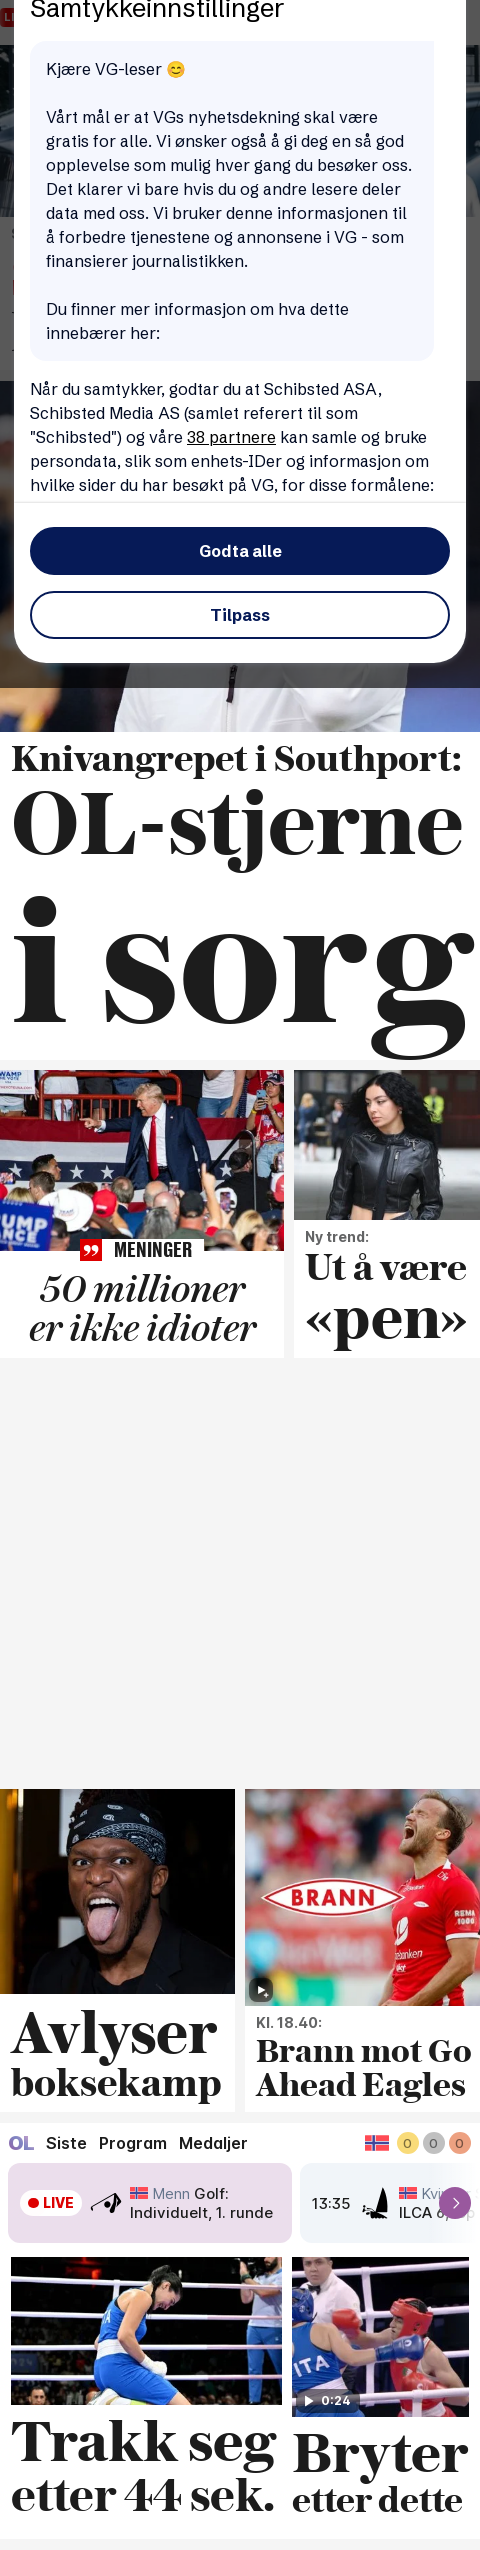 Samtykkeinnstillinger
Kjære VG-leser 😊
Vårt mål er at VGs nyhetsdekning skal være
gratis for alle. Vi ønsker også å gi deg en så god
opplevelse som mulig hver gang du besøker oss.
Det klarer vi bare hvis du og andre lesere deler
data med oss. Vi bruker denne informasjonen til
å forbedre tjenestene og annonsene i VG - som
finansierer journalistikken.
Du finner mer informasjon om hva dette
innebærer her:
Når du samtykker, godtar du at Schibsted ASA,
Schibsted Media AS (samlet referert til som
"Schibsted") og våre 38 partnere kan samle og bruke
persondata, slik som enhets-IDer og informasjon om
hvilke sider du har besøkt på VG, for disse formålene:
Godta alle
Tilpass
Knivangrepet i Southport:
OL-stjerne
i sorg
TRUMP
MENINGER
50 millioner
er ikke idioter
Ny trend:
Ut å være
«pen»
BRANN
REMA
1000
Avlyser
boksekamp
Kl. 18.40:
Brann mot Go
Ahead Eagles
OL Siste Program Medaljer 0 0 0
LIVE
Menn Golf:
Individuelt, 1. runde
13:35
ILCA
ITA
0:24
Trakk seg
etter 44 sek.
Bryter
etter dette